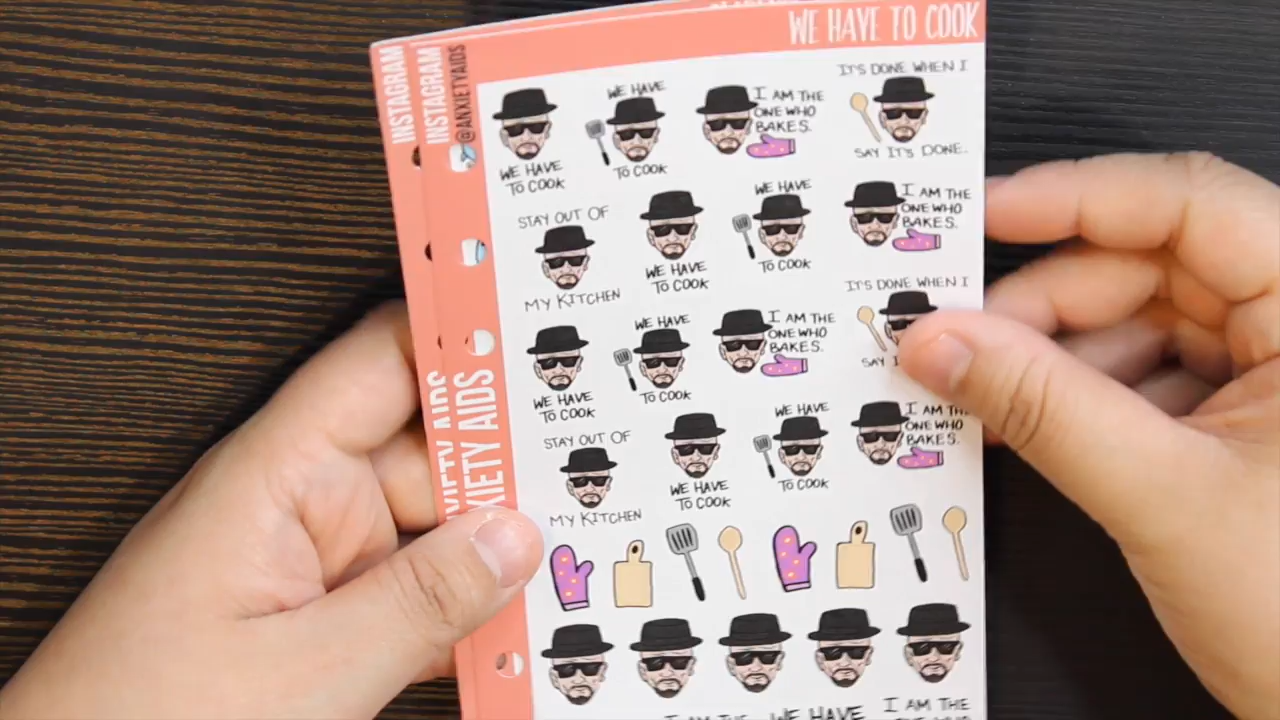 WE HAVE TO COOK
INSTAGRAM
INSTAGRAM
@ANXIETYAIDS
XIETY AIDS
WE HAVE
TO COOK
WE HAVE
TO COOK
I AM THE
ONE WHO
BAKES.
IT'S DONE WHEN I
SAY IT'S DONE.
STAY OUT OF
MY KITCHEN
WE HAVE
TO COOK
WE HAVE
TO COOK
I AM THE
ONE WHO
BAKES.
IT'S DONE WHEN I
SAY I
WE HAVE
TO COOK
WE HAVE
TO COOK
I AM THE
ONE WHO
BAKES.
STAY OUT OF
MY KITCHEN
WE HAVE
TO COOK
WE HAVE
TO COOK
I AM THE
ONE WHO
BAKES.
I AM THE
WE HAVE
I AM THE